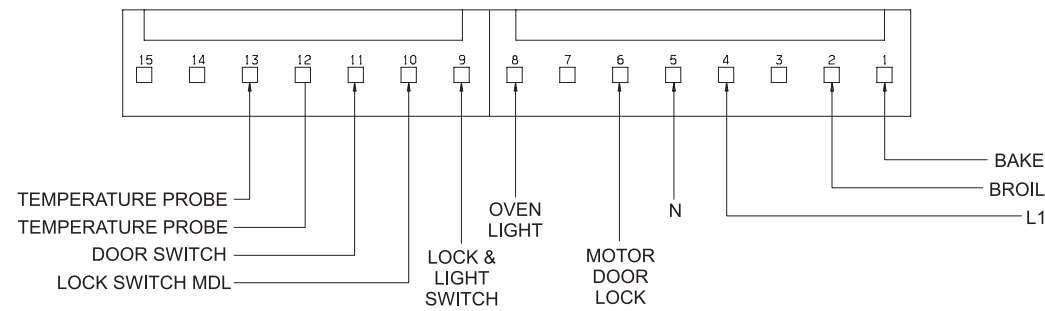 15 14 13 12 11 10 9 8 7 6 5 4 3 2 1
BAKE
BROIL
L1
TEMPERATURE PROBE
TEMPERATURE PROBE
DOOR SWITCH
LOCK SWITCH MDL
LOCK &
LIGHT
SWITCH
OVEN
LIGHT
MOTOR
DOOR
LOCK
N